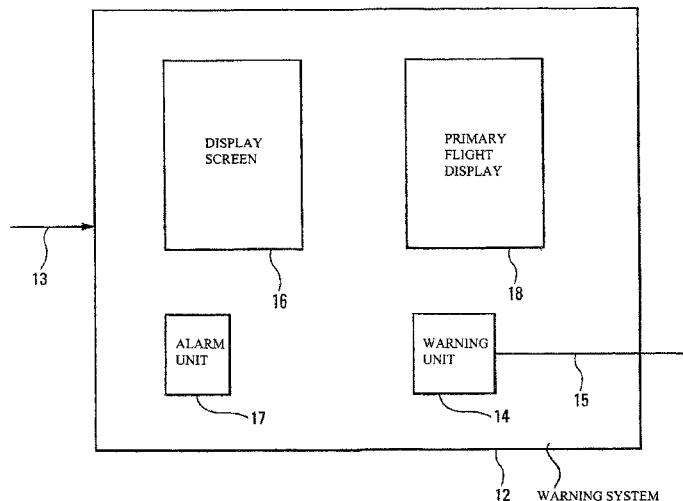 DISPLAY
SCREEN
PRIMARY
FLIGHT
DISPLAY
13
16
18
ALARM
UNIT
WARNING
UNIT
15
17
14
12
WARNING SYSTEM